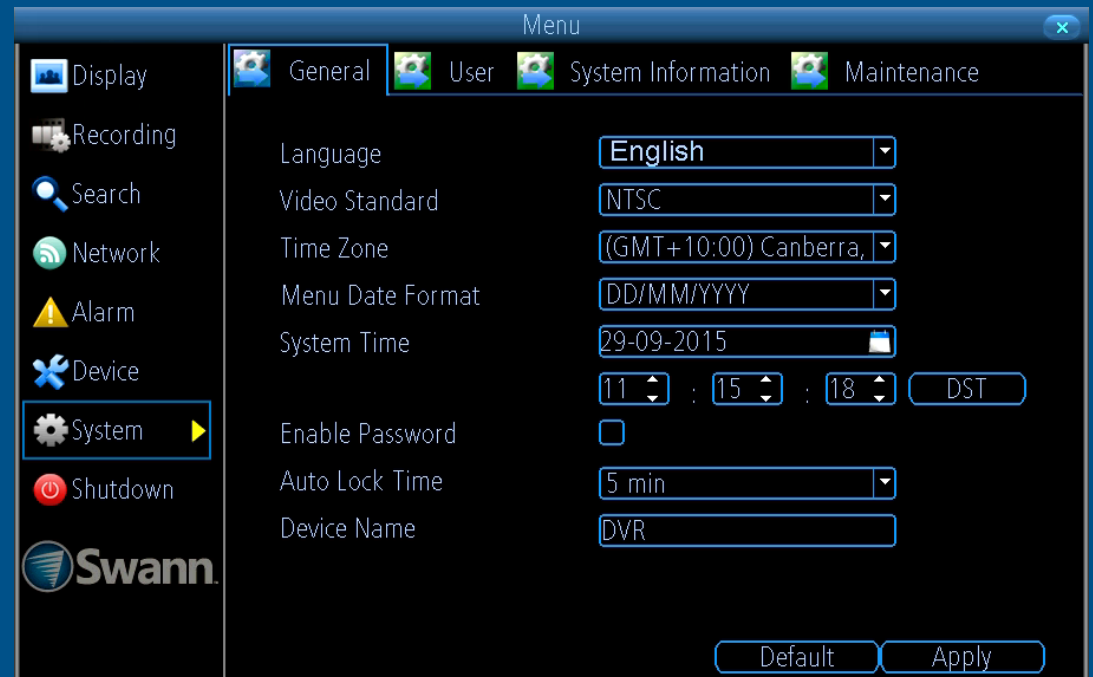 Menu
Display
Recording
Search
Network
Alarm
Device
System
Shutdown
Swann
General User System Information Maintenance
Language English
Video Standard NTSC
Time Zone (GMT+10:00) Canberra,
Menu Date Format DD/MM/YYYY
System Time 29-09-2015
11 : 15 : 18 DST
Enable Password
Auto Lock Time 5 min
Device Name DVR
Default Apply